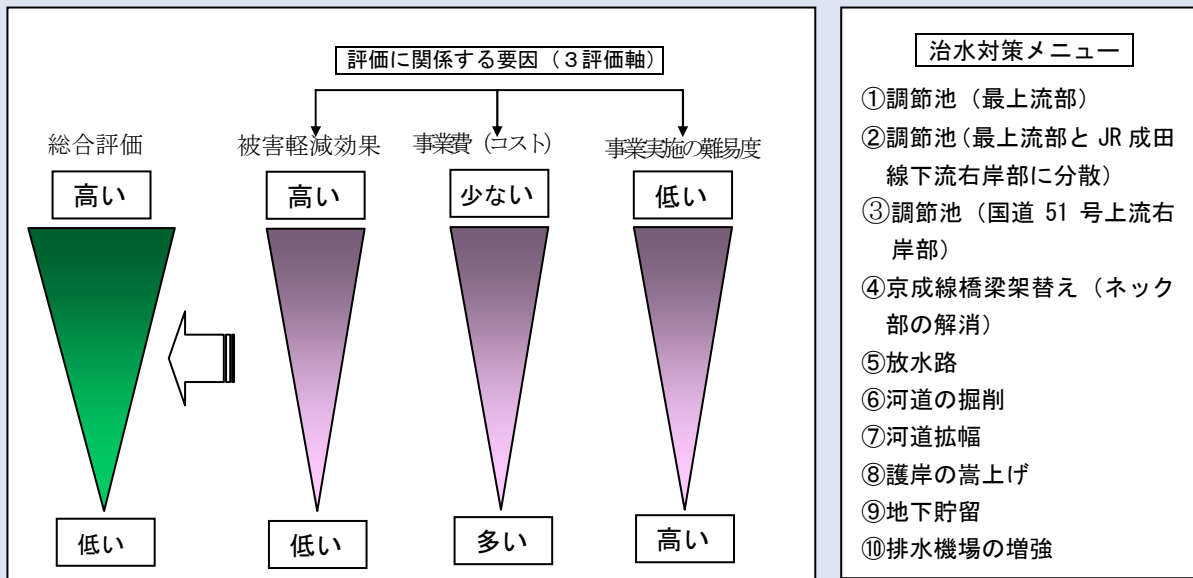 評価に関係する要因（３評価軸）
総合評価
被害軽減効果
事業費（コスト）
事業実施の難易度
高い
高い
少ない
低い
低い
低い
多い
高い
治水対策メニュー
①調節池（最上流部）
②調節池（最上流部と JR 成田
線下流右岸部に分散）
③調節池（国道 51 号上流右
岸部）
④京成線橋梁架替え（ネック
部の解消）
⑤放水路
⑥河道の掘削
⑦河道拡幅
⑧護岸の嵩上げ
⑨地下貯留
⑩排水機場の増強